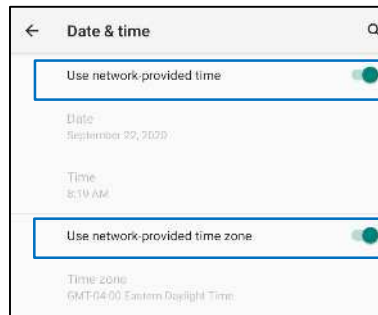 Date & time
Use network-provided time
Date
September 22, 2020
Time
8:19 AM
Use network-provided time zone
Time zone
GMT-04:00 Eastern Daylight Time